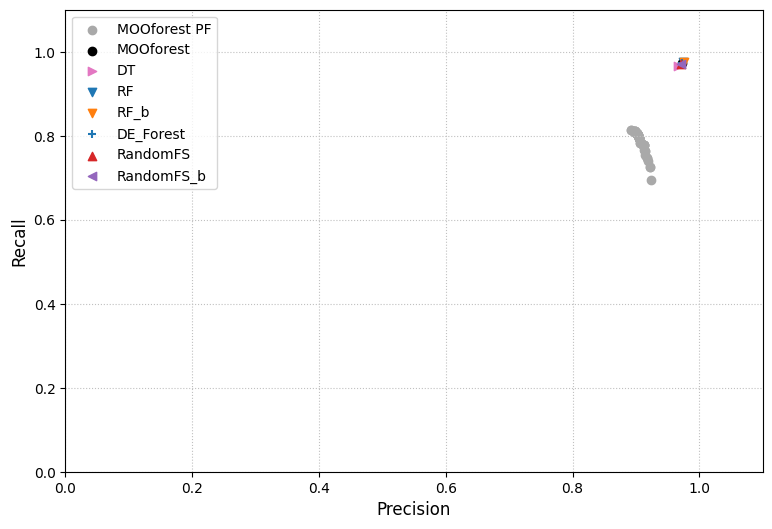 MOOforest PF
MOOforest
DT
RF
RF_b
DE_Forest
RandomFS
RandomFS_b
1.0
0.8
0.6
0.4
0.2
0.0
Recall
0.0 0.2 0.4 0.6 0.8 1.0
Precision